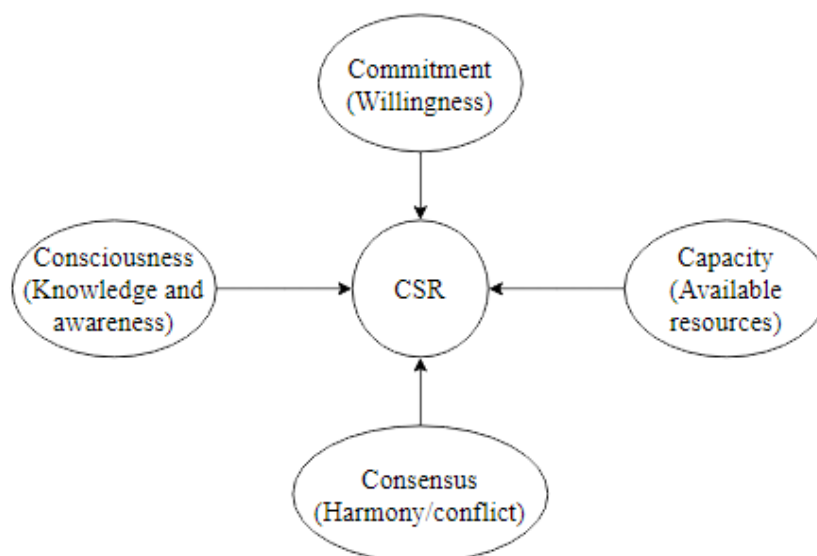 Commitment
(Willingness)
Consciousness
(Knowledge and
awareness)
CSR
Capacity
(Available
resources)
Consensus
(Harmony/conflict)